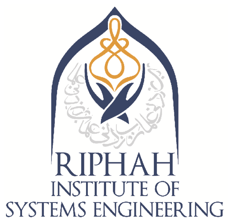 RIPHAH
INSTITUTE OF
SYSTEMS ENGINEERING